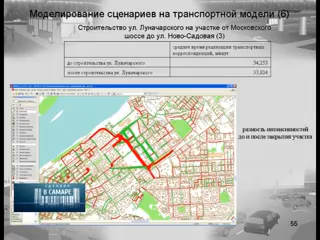 Моделирование сценариев на транспортной модели (6)
Строительство ул. Луначарского на участке от Московского
шоссе до ул. Ново-Садовая (3)
среднее время реализации транспортных
корреспонденций, минут
до строительства ул. Луначарского 34,253
после строительства ул. Луначарского 33,824
разность интенсивностей
до и после закрытия участка
СДЕЛАНО
В САМАРЕ
55